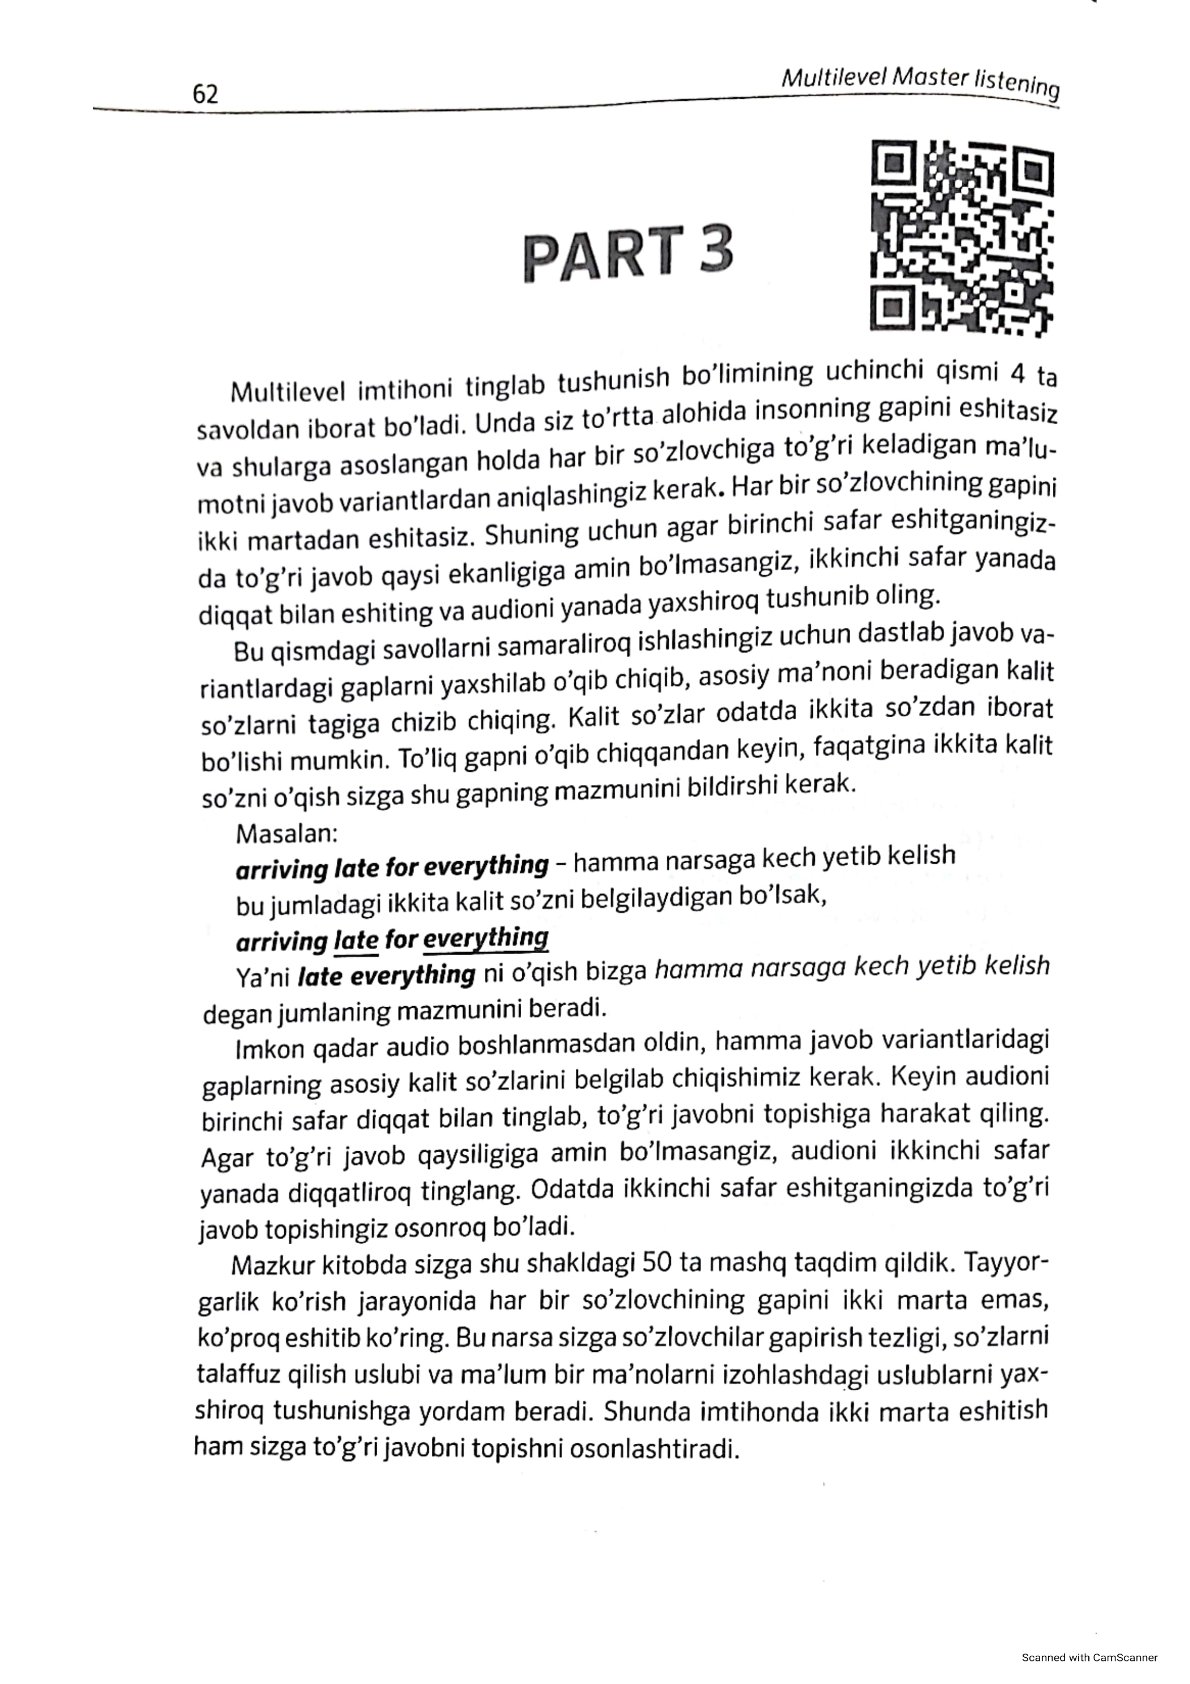 62
Multilevel Master listening
PART 3
Multilevel imtihoni tinglab tushunish bo’limining uchinchi qismi 4 ta
savoldan iborat bo’ladi. Unda siz to’rtta alohida insonning gapini eshitasiz
va shularga asoslangan holda har bir so’zlovchiga to’g’ri keladigan ma’lu-
motni javob variantlardan aniqlashingiz kerak. Har bir so’zlovchining gapini
ikki martadan eshitasiz. Shuning uchun agar birinchi safar eshitganingiz-
da to’g’ri javob qaysi ekanligiga amin bo’lmasangiz, ikkinchi safar yanada
diqqat bilan eshiting va audioni yanada yaxshiroq tushunib oling.
Bu qismdagi savollarni samaraliroq ishlashingiz uchun dastlab javob va-
riantlardagi gaplarni yaxshilab o’qib chiqib, asosiy ma’noni beradigan kalit
so’zlarni tagiga chizib chiqing. Kalit so’zlar odatda ikkita so’zdan iborat
bo’lishi mumkin. To’liq gapni o’qib chiqqandan keyin, faqatgina ikkita kalit
so’zni o’qish sizga shu gapning mazmunini bildirshi kerak.
Masalan:
arriving late for everything – hamma narsaga kech yetib kelish
bu jumladagi ikkita kalit so’zni belgilaydigan bo’lsak,
arriving late for everything
Ya’ni late everything ni o’qish bizga hamma narsaga kech yetib kelish
degan jumlaning mazmunini beradi.
Imkon qadar audio boshlanmasdan oldin, hamma javob variantlaridagi
gaplarning asosiy kalit so’zlarini belgilab chiqishimiz kerak. Keyin audioni
birinchi safar diqqat bilan tinglab, to’g’ri javobni topishiga harakat qiling.
Agar to’g’ri javob qaysiligiga amin bo’lmasangiz, audioni ikkinchi safar
yanada diqqatliroq tinglang. Odatda ikkinchi safar eshitganingizda to’g’ri
javob topishingiz osonroq bo’ladi.
Mazkur kitobda sizga shu shakldagi 50 ta mashq taqdim qildik. Tayyor-
garlik ko’rish jarayonida har bir so’zlovchining gapini ikki marta emas,
ko’proq eshitib ko’ring. Bu narsa sizga so’zlovchilar gapirish tezligi, so’zlarni
talaffuz qilish uslubi va ma’lum bir ma’nolarni izohlashdagi uslublarni yax-
shiroq tushunishga yordam beradi. Shunda imtihonda ikki marta eshitish
ham sizga to’g’ri javobni topishni osonlashtiradi.
Scanned with CamScanner